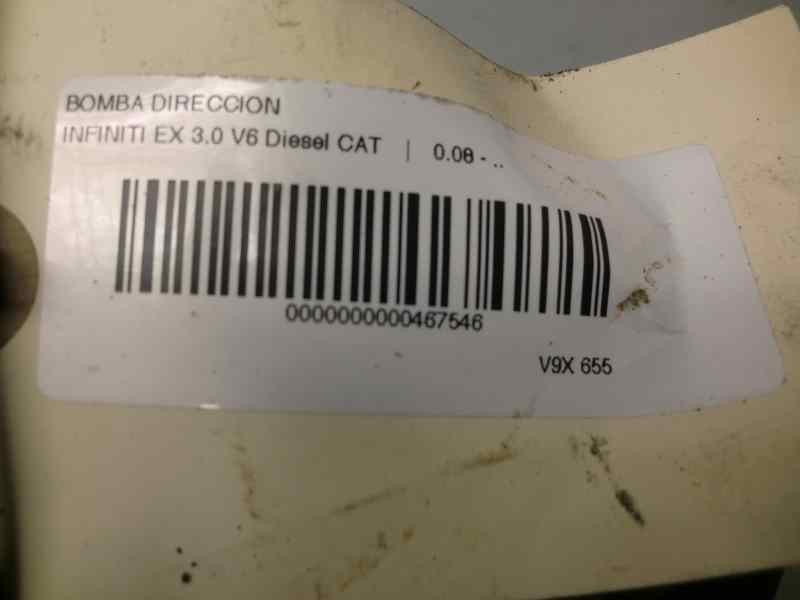 BOMBA DIRECCION
INFINITI EX 3.0 V6 Diesel CAT | 0.08 - ..
0000000000467546
V9X 655